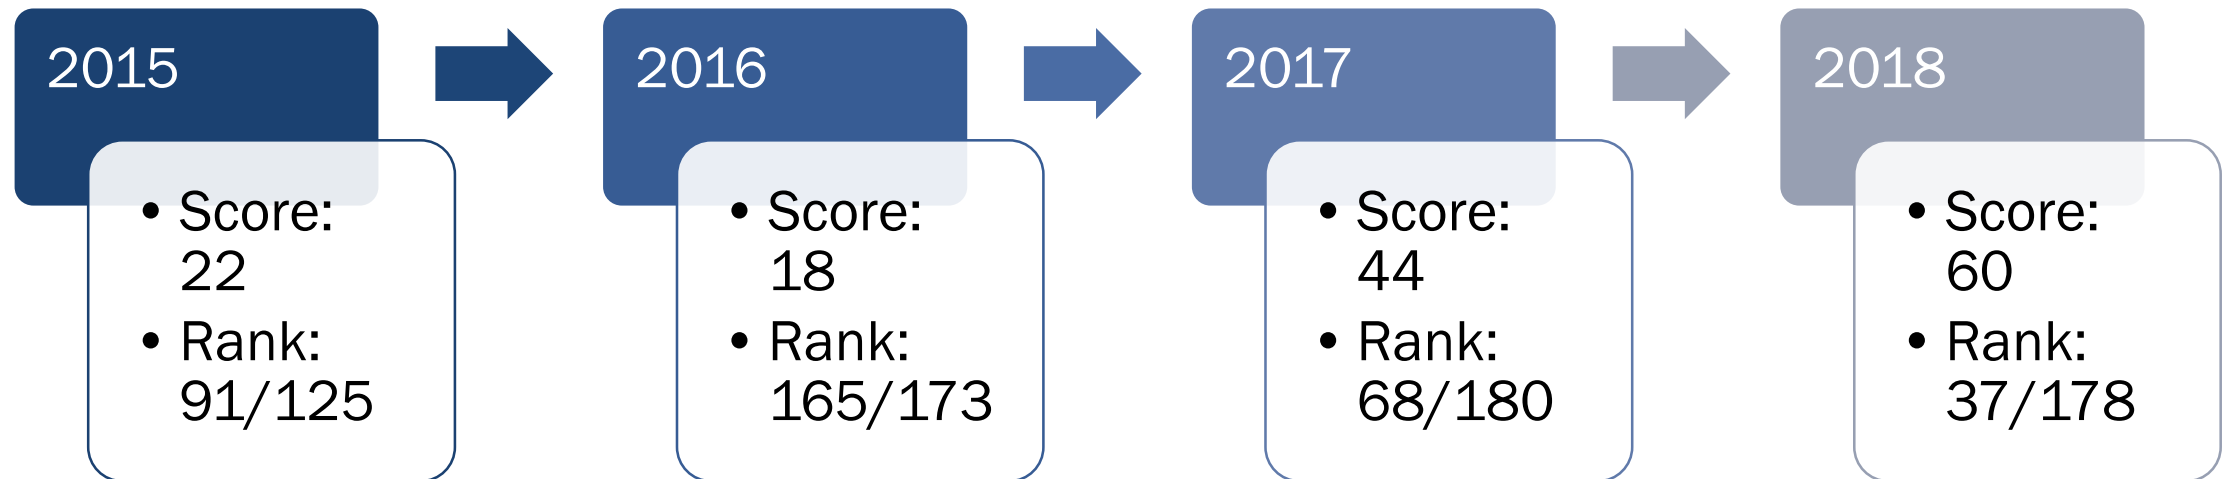 2015
• Score:
22
• Rank:
91/125
2016
• Score:
18
• Rank:
165/173
2017
• Score:
44
• Rank:
68/180
2018
• Score:
60
• Rank:
37/178